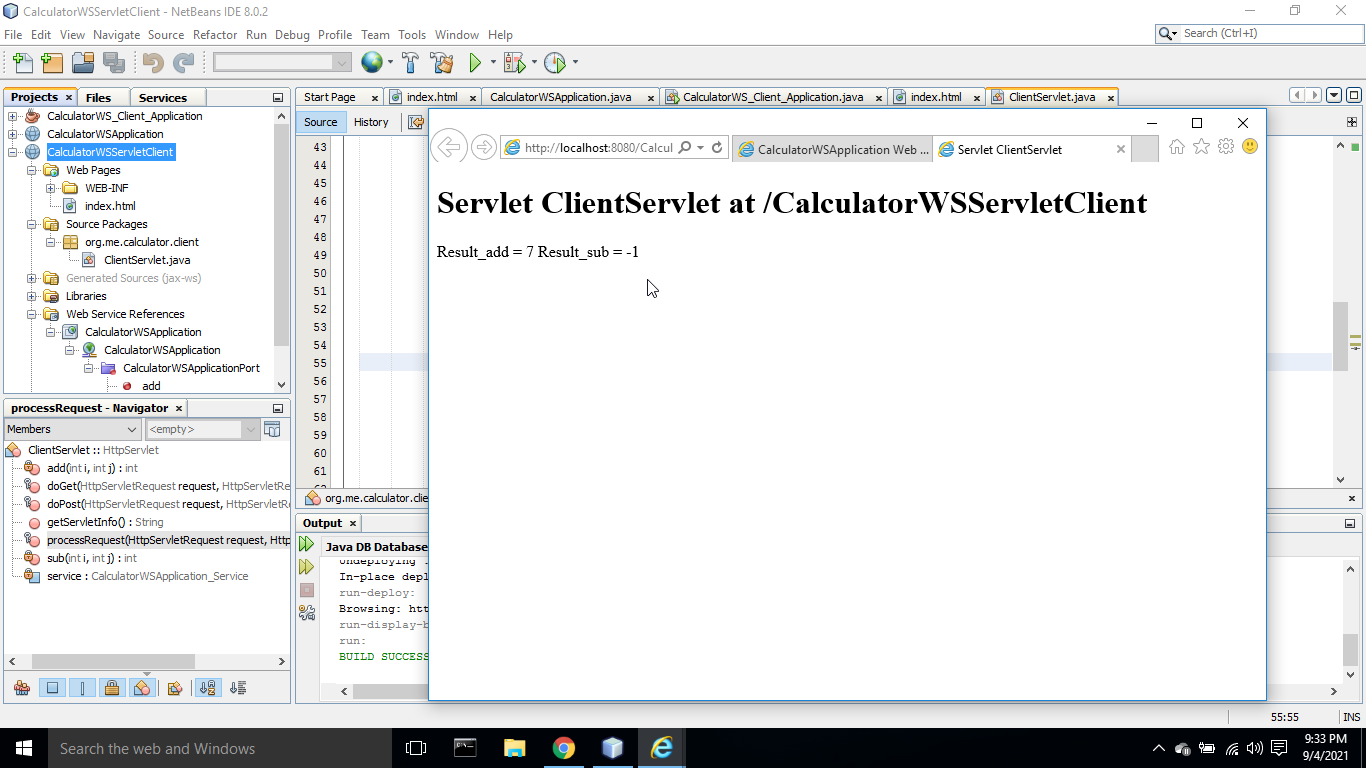 CalculatorWSServletClient - NetBeans IDE 8.0.2
File Edit View Navigate Source Refactor Run Debug Profile Team Tools Window Help
Search (Ctrl+I)
Projects × Files Services
Start Page × index.html × CalculatorWSApplication.java × CalculatorWS_Client_Application.java × index.html × ClientServlet.java ×
Source History
CalculatorWS_Client_Application
CalculatorWSApplication
CalculatorWSServletClient
Web Pages
WEB-INF
index.html
Source Packages
org.me.calculator.client
ClientServlet.java
Generated Sources (jax-ws)
Libraries
Web Service References
CalculatorWSApplication
CalculatorWSApplication
CalculatorWSApplicationPort
add
43
44
45
46
47
48
49
50
51
52
53
54
55
56
57
58
59
60
61
http://localhost:8080/Calcul
CalculatorWSApplication Web ...
Servlet ClientServlet
Servlet ClientServlet at /CalculatorWSServletClient
Result_add = 7 Result_sub = -1
processRequest - Navigator ×
Members <empty>
ClientServlet :: HttpServlet
add(int i, int j) : int
doGet(HttpServletRequest request, HttpServletRe
doPost(HttpServletRequest request, HttpServletR
getServletInfo() : String
processRequest(HttpServletRequest request, Http
sub(int i, int j) : int
service : CalculatorWSApplication_Service
org.me.calculator.clie
Output ×
Java DB Database
Undeploying .
In-place depl
run-deploy:
Browsing: htt
run-display-b
run:
BUILD SUCCESS
55:55 INS
Search the web and Windows
9:33 PM
9/4/2021